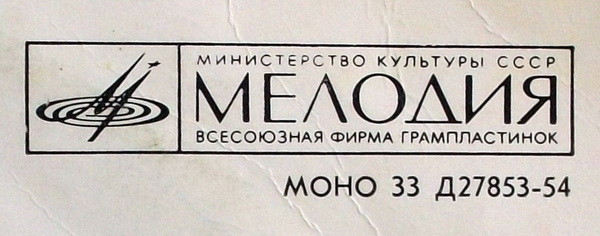 МИНИСТЕРСТВО КУЛЬТУРЫ СССР
МЕЛОДИЯ
ВСЕСОЮЗНАЯ ФИРМА ГРАМПЛАСТИНОК
МОНО 33 Д27853-54